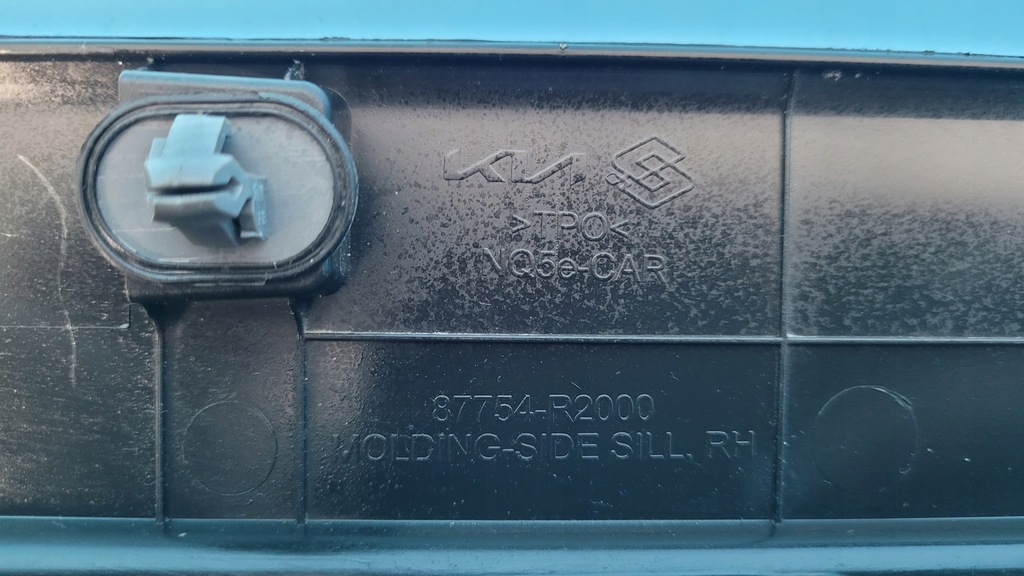 KIA
>TPO<
NQ5e-CAR
87754-R2000
MOLDING-SIDE SILL, RH